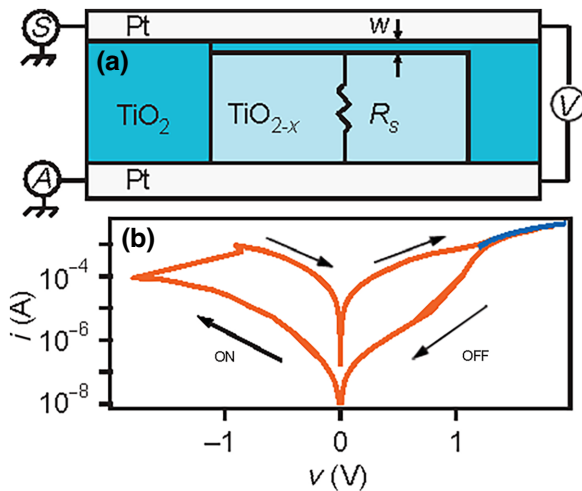 S Pt w
(a)
TiO2 TiO2-x Rs V
A Pt
(b)
i (A)
10−4
10−6
10−8
ON OFF
−1 0 1
v (V)